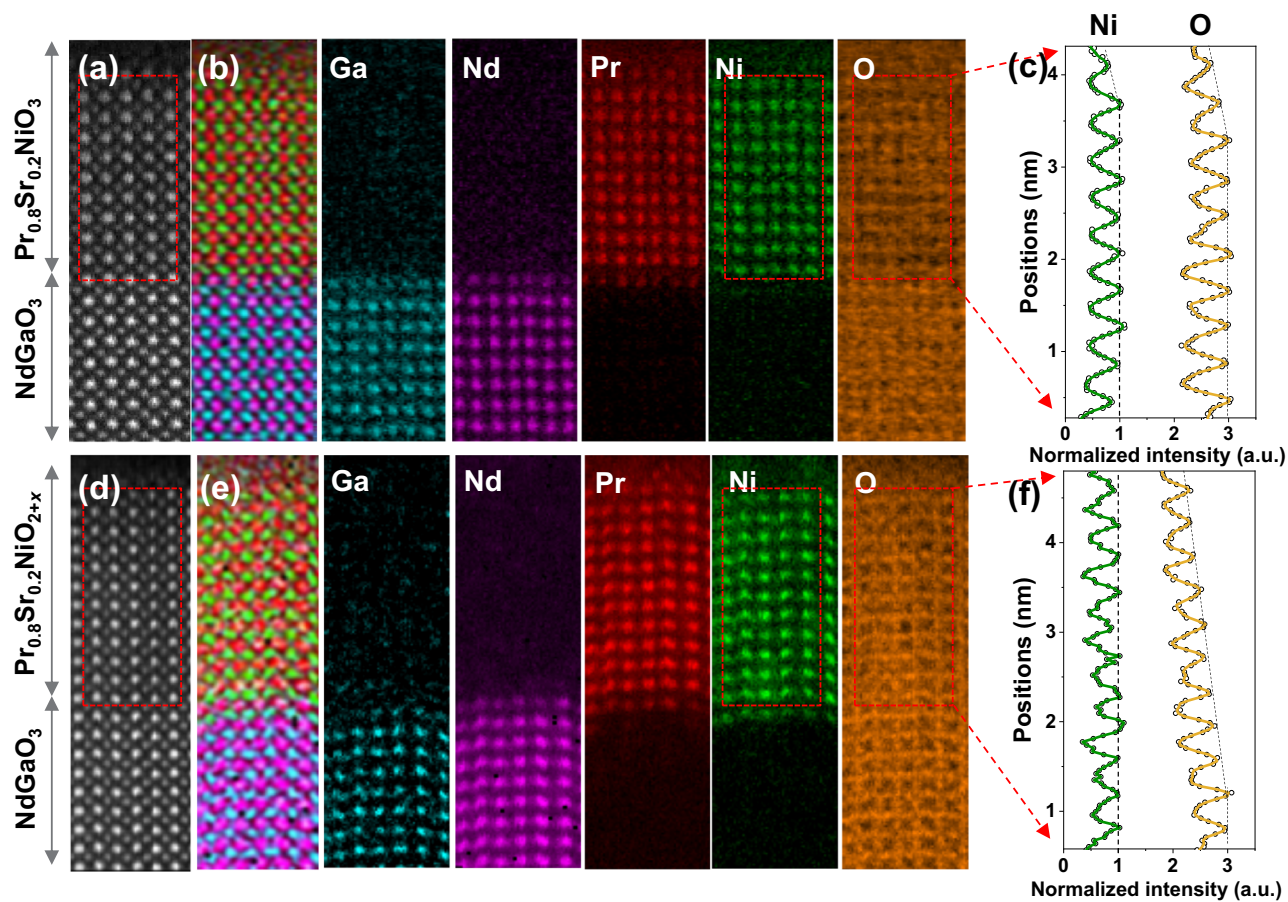 Ni O
(a) (b) Ga Nd Pr Ni O (c)
Pr0.8Sr0.2NiO3
NdGaO3
4
3
2
1
Positions (nm)
0 1 2 3
Normalized intensity (a.u.)
(d) (e) Ga Nd Pr Ni O (f)
Pr0.8Sr0.2NiO2+x
NdGaO3
4
3
2
1
Positions (nm)
0 1 2 3
Normalized intensity (a.u.)